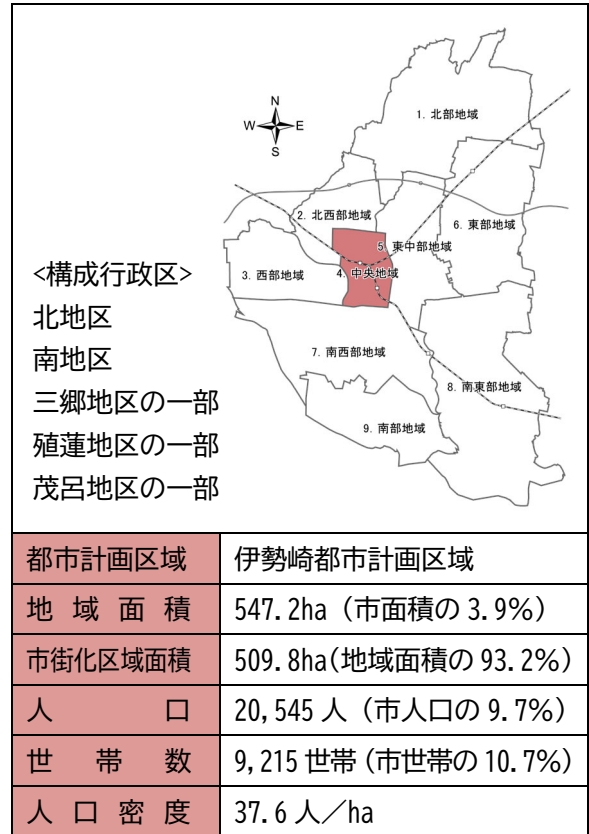 N
W E
S
1. 北部地域
2. 北西部地域
6. 東部地域
5. 東中部地域
3. 西部地域
4. 中央地域
7. 南西部地域
8. 南東部地域
9. 南部地域
<構成行政区>
北地区
南地区
三郷地区の一部
殖蓮地区の一部
茂呂地区の一部
都市計画区域 伊勢崎都市計画区域
地域面積 547.2ha（市面積の 3.9%）
市街化区域面積 509.8ha(地域面積の 93.2%)
人口 20,545 人（市人口の 9.7%）
世帯数 9,215 世帯（市世帯の 10.7%）
人口密度 37.6 人／ha